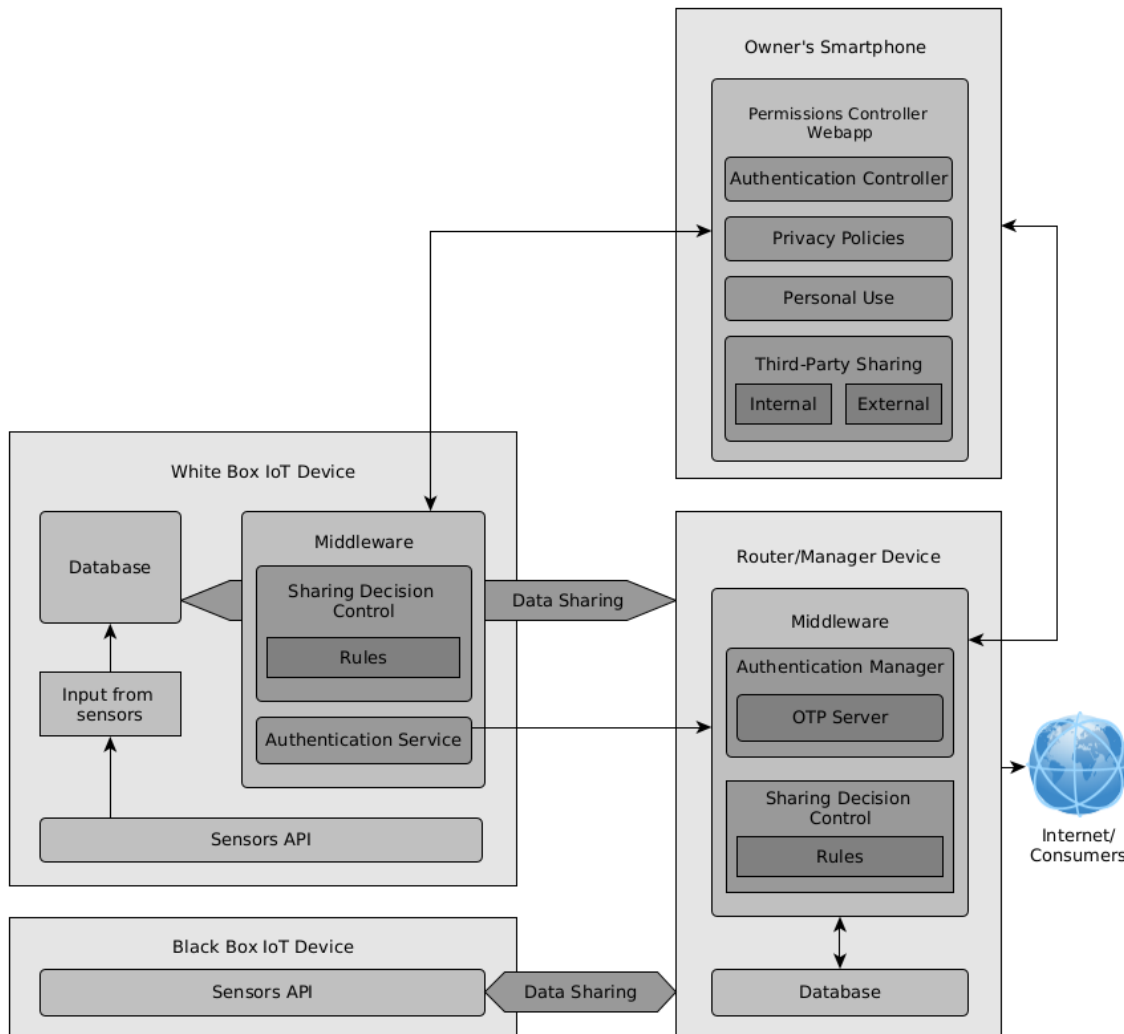 Owner's Smartphone
Permissions Controller
Webapp
Authentication Controller
Privacy Policies
Personal Use
Third-Party Sharing
Internal
External
White Box IoT Device
Database
Middleware
Sharing Decision
Control
Rules
Data Sharing
Input from
sensors
Authentication Service
Sensors API
Router/Manager Device
Middleware
Authentication Manager
OTP Server
Sharing Decision
Control
Rules
Database
Internet/
Consumers
Black Box IoT Device
Sensors API
Data Sharing